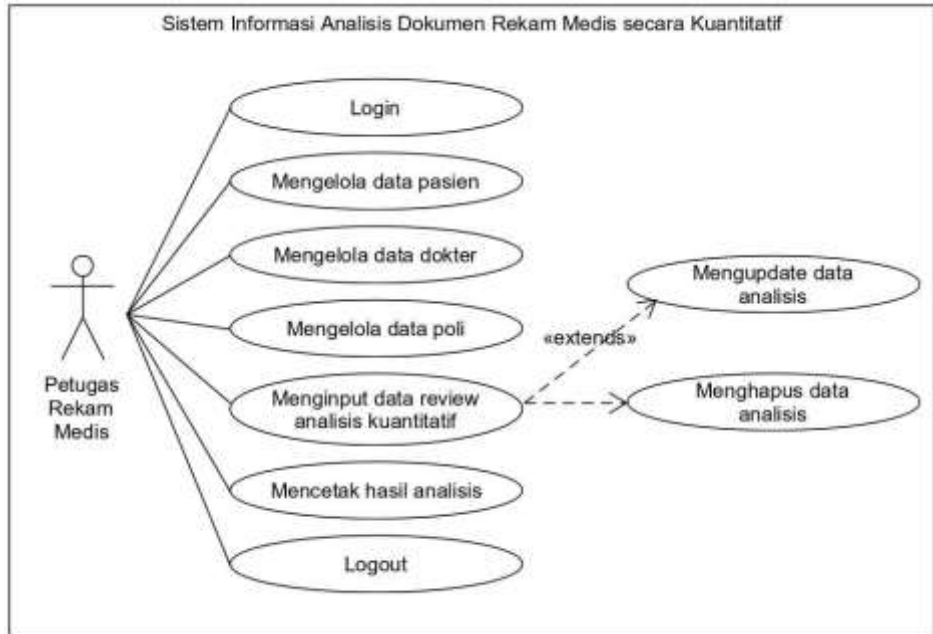 Sistem Informasi Analisis Dokumen Rekam Medis secara Kuantitatif
Login
Mengelola data pasien
Mengelola data dokter
Mengelola data poli
Menginput data review
analisis kuantitatif
Mencetak hasil analisis
Logout
Petugas
Rekam
Medis
«extends»
Mengupdate data
analisis
Menghapus data
analisis